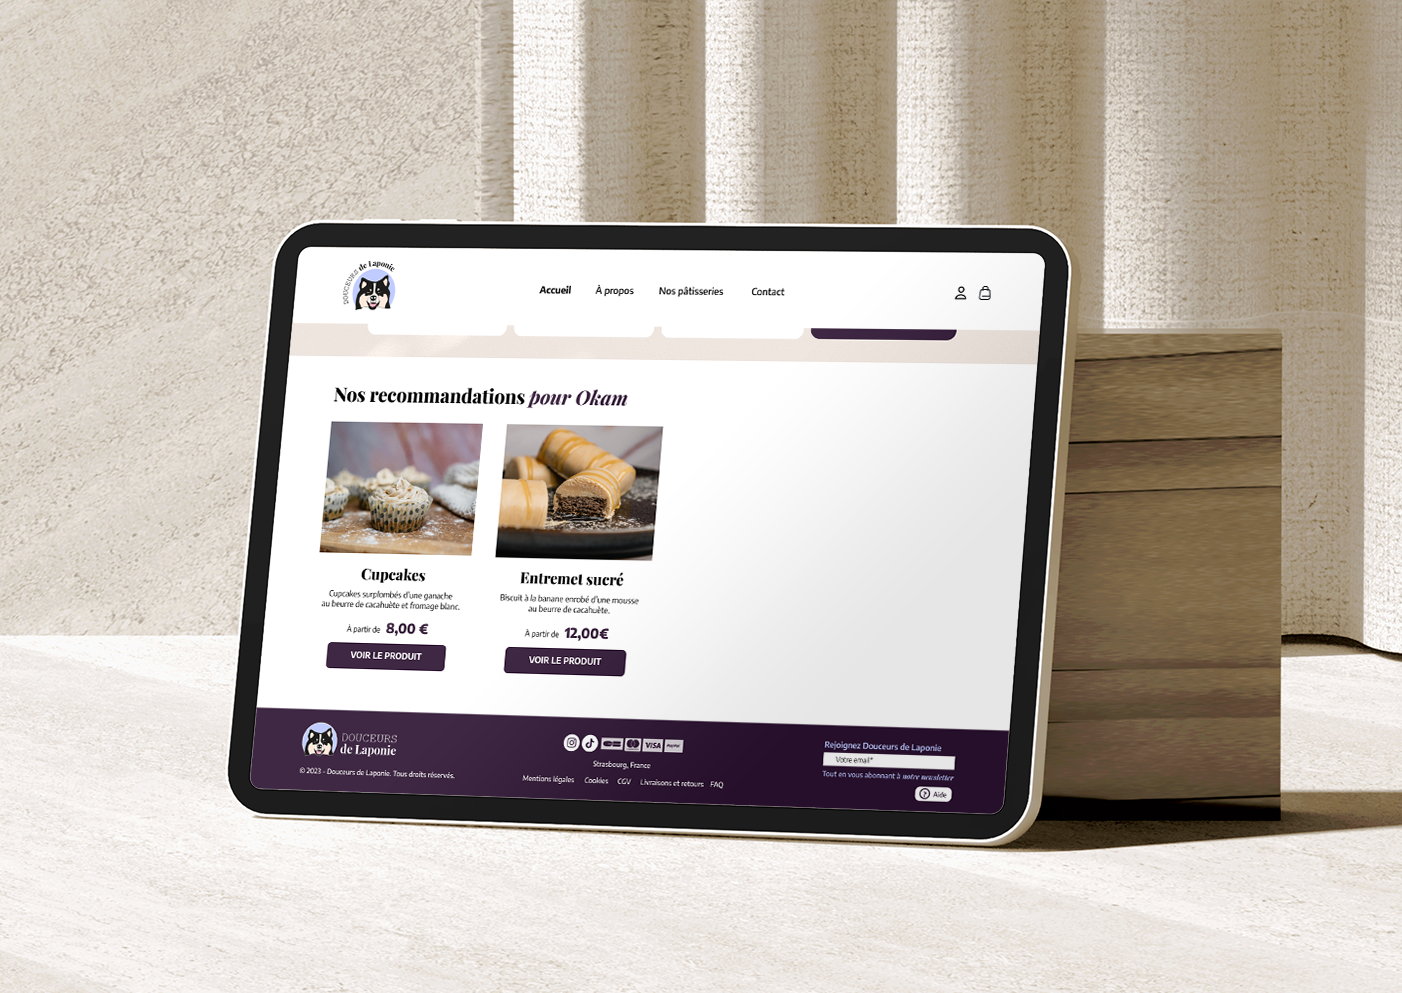 DOUCEURS de Laponie
Accueil
À propos
Nos pâtisseries
Contact
Nos recommandations pour Okam
Cupcakes
Cupcakes surplombés d'une ganache
au beurre de cacahuète et fromage blanc.
À partir de 8,00 €
VOIR LE PRODUIT
Entremet sucré
Biscuit à la banane enrobé d'une mousse
au beurre de cacahuète.
À partir de 12,00€
VOIR LE PRODUIT
DOUCEURS
de Laponie
© 2023 - Douceurs de Laponie. Tous droits réservés.
VISA
PayPal
Strasbourg, France
Mentions légales
Cookies
CGV
Livraisons et retours
FAQ
Rejoignez Douceurs de Laponie
Votre email*
Tout en vous abonnant à notre newsletter
? Aide